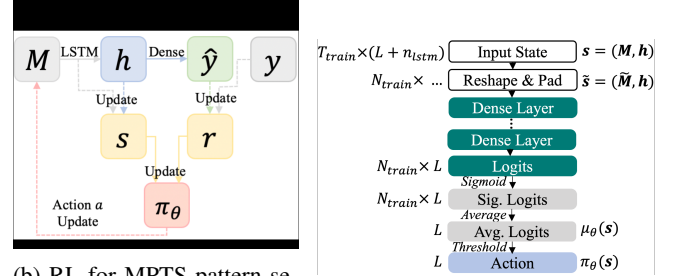 M LSTM h Dense ŷ y
Update Update
s r
Update
Action a
Update
π_θ
(b) RL for MPTS pattern se-
T_train×(L + n_lstm) Input State s = (M, h)
N_train× ... Reshape & Pad s̃ = (M̃, h)
Dense Layer
⋮
Dense Layer
N_train× L Logits
Sigmoid
N_train× L Sig. Logits
Average
L Avg. Logits μ_θ(s)
Threshold
L Action π_θ(s)